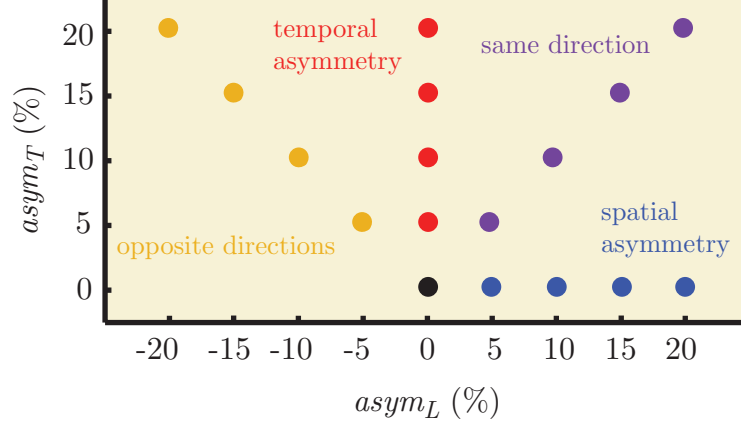 20
temporal
asymmetry
same direction
15
asym_T (%)
10
5
spatial
asymmetry
opposite directions
0
-20 -15 -10 -5 0 5 10 15 20
asym_L (%)